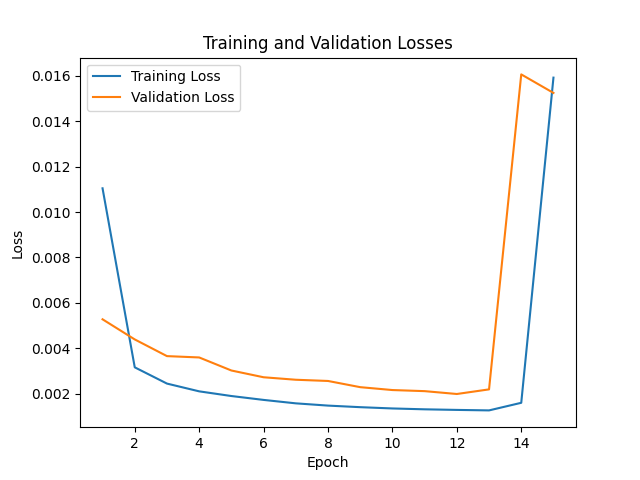 Training and Validation Losses
Training Loss
Validation Loss
0.016
0.014
0.012
0.010
0.008
0.006
0.004
0.002
Loss
2 4 6 8 10 12 14
Epoch